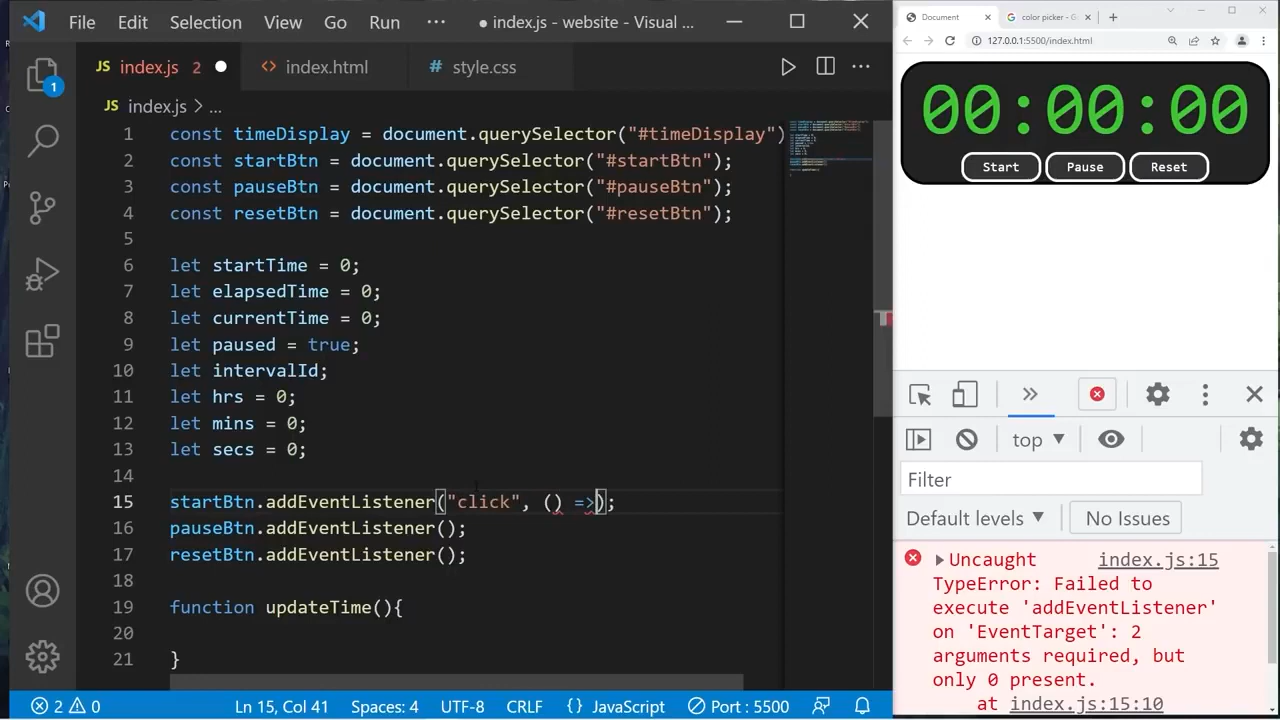 File Edit Selection View Go Run ··· ● index.js - website - Visual ...
JS index.js 2 ● <> index.html # style.css ···
JS index.js > ...
1 const timeDisplay = document.querySelector("#timeDisplay")
2 const startBtn = document.querySelector("#startBtn");
3 const pauseBtn = document.querySelector("#pauseBtn");
4 const resetBtn = document.querySelector("#resetBtn");
5
6 let startTime = 0;
7 let elapsedTime = 0;
8 let currentTime = 0;
9 let paused = true;
10 let intervalId;
11 let hrs = 0;
12 let mins = 0;
13 let secs = 0;
14
15 startBtn.addEventListener("click", () =>);
16 pauseBtn.addEventListener();
17 resetBtn.addEventListener();
18
19 function updateTime(){
20
21 }
1
2 0 Ln 15, Col 41 Spaces: 4 UTF-8 CRLF {} JavaScript Port : 5500
Document color picker - G
127.0.0.1:5500/index.html
00:00:00
Start Pause Reset
top ▼
Filter
Default levels ▼ No Issues
Uncaught index.js:15
TypeError: Failed to
execute 'addEventListener'
on 'EventTarget': 2
arguments required, but
only 0 present.
at index.js:15:10